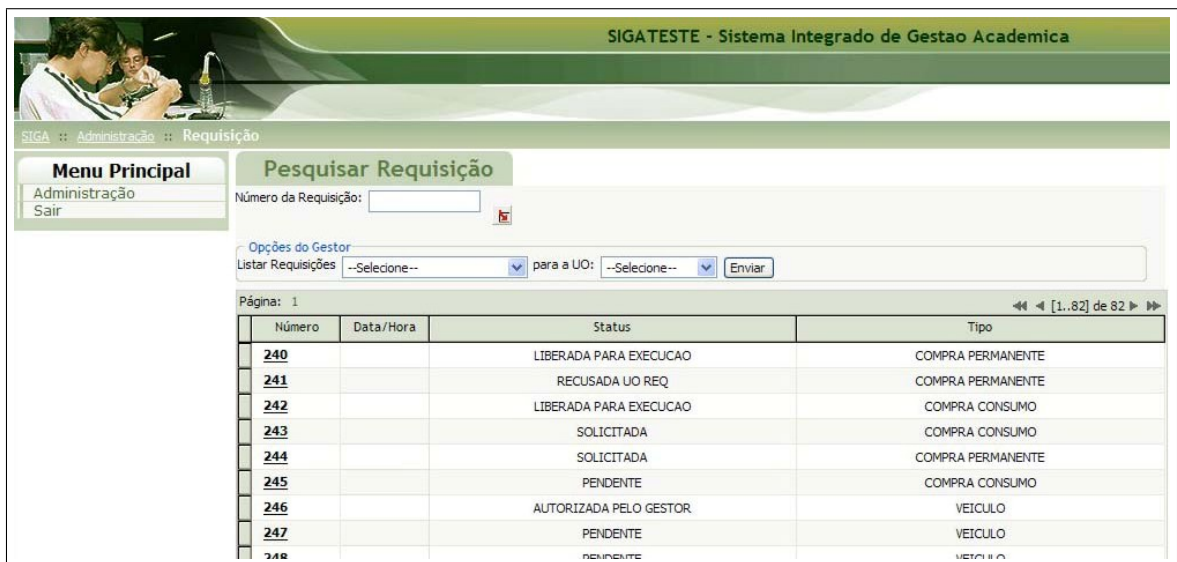 SIGATESTE - Sistema Integrado de Gestao Academica
SIGA :: Administração :: Requisição
Menu Principal
Administração
Sair
Pesquisar Requisição
Número da Requisição:
Opções do Gestor
Listar Requisições --Selecione-- para a UO: --Selecione-- Enviar
Página: 1 [1..82] de 82
Número Data/Hora Status Tipo
240 LIBERADA PARA EXECUCAO COMPRA PERMANENTE
241 RECUSADA UO REQ COMPRA PERMANENTE
242 LIBERADA PARA EXECUCAO COMPRA CONSUMO
243 SOLICITADA COMPRA CONSUMO
244 SOLICITADA COMPRA PERMANENTE
245 PENDENTE COMPRA CONSUMO
246 AUTORIZADA PELO GESTOR VEICULO
247 PENDENTE VEICULO
248 PENDENTE VEICULO